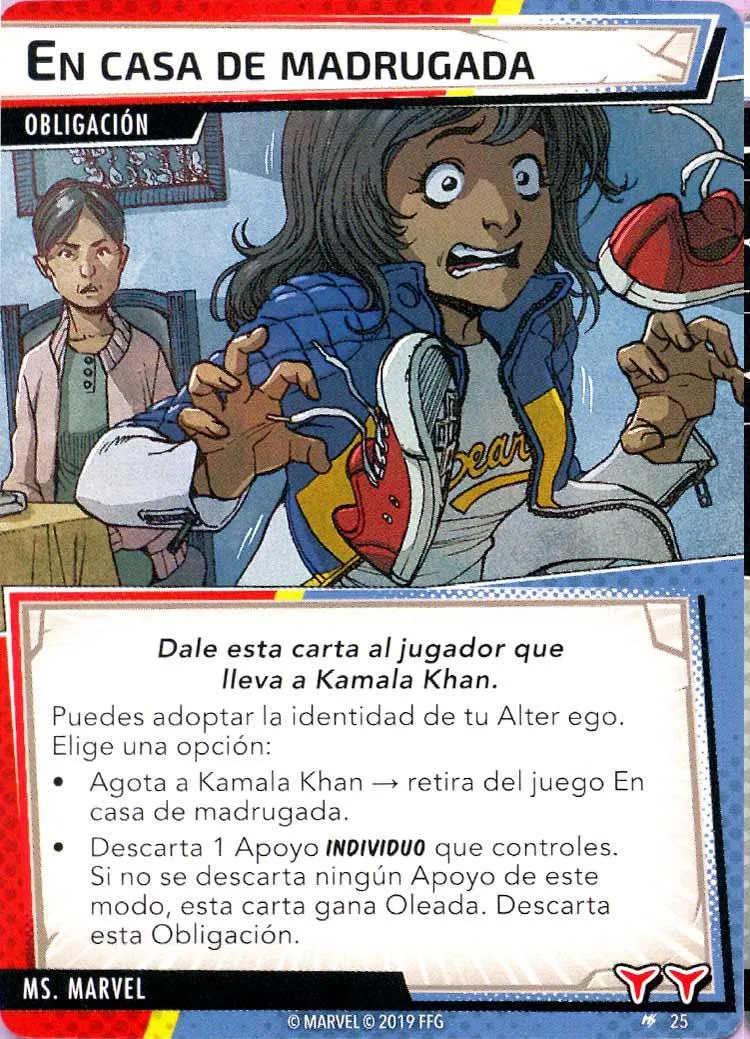 EN CASA DE MADRUGADA
OBLIGACIÓN
Dale esta carta al jugador que
lleva a Kamala Khan.
Puedes adoptar la identidad de tu Alter ego.
Elige una opción:
• Agota a Kamala Khan → retira del juego En
casa de madrugada.
• Descarta 1 Apoyo INDIVIDUO que controles.
Si no se descarta ningún Apoyo de este
modo, esta carta gana Oleada. Descarta
esta Obligación.
MS. MARVEL
© MARVEL © 2019 FFG
25